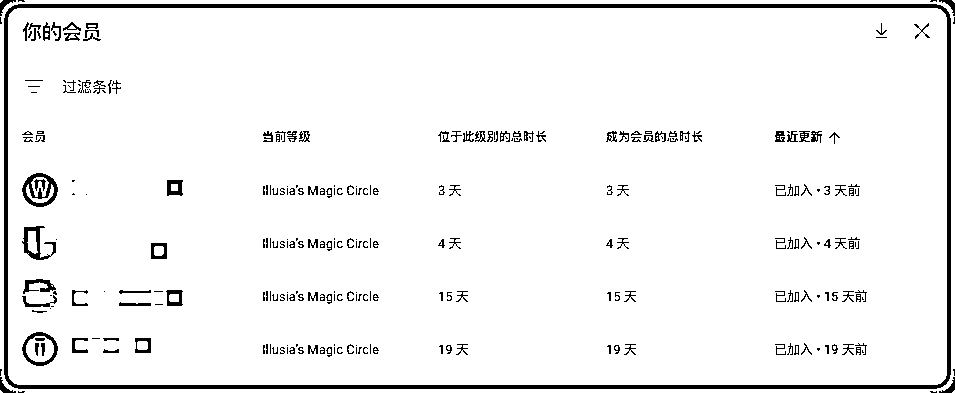 你的会员
过滤条件
会员 当前等级 位于此级别的总时长 成为会员的总时长 最近更新 ↑
Illusia's Magic Circle 3 天 3 天 已加入 • 3 天前
Illusia's Magic Circle 4 天 4 天 已加入 • 4 天前
Illusia's Magic Circle 15 天 15 天 已加入 • 15 天前
Illusia's Magic Circle 19 天 19 天 已加入 • 19 天前